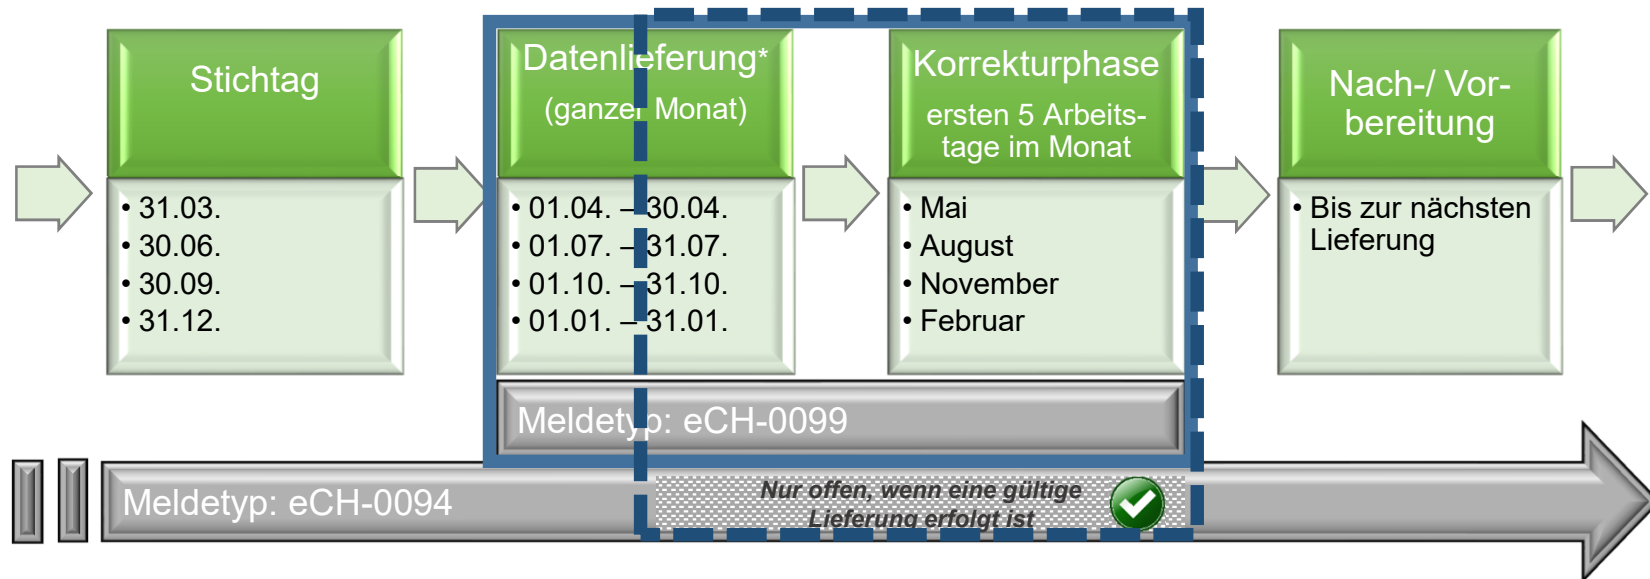 Stichtag
• 31.03.
• 30.06.
• 30.09.
• 31.12.
Datenlieferung*
(ganzer Monat)
• 01.04. – 30.04.
• 01.07. – 31.07.
• 01.10. – 31.10.
• 01.01. – 31.01.
Korrekturphase
ersten 5 Arbeits-
tage im Monat
• Mai
• August
• November
• Februar
Nach-/ Vor-
bereitung
• Bis zur nächsten
Lieferung
Meldetyp: eCH-0099
Meldetyp: eCH-0094
Nur offen, wenn eine gültige
Lieferung erfolgt ist